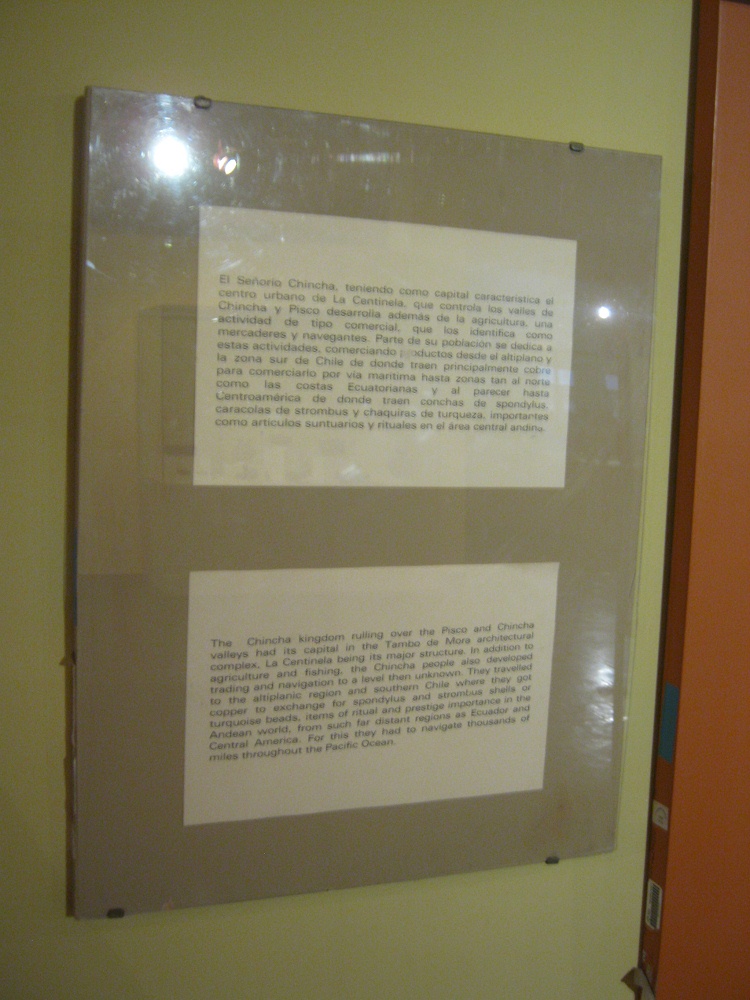 El Señorío Chincha, teniendo como capital característica el
centro urbano de La Centinela, que controla los valles de
Chincha y Pisco desarrolla además de la agricultura, una
actividad de tipo comercial, que los identifica como
mercaderes y navegantes. Parte de su población se dedica a
estas actividades, comerciando productos desde el altiplano y
la zona sur de Chile de donde traen principalmente cobre
para comerciarlo por vía marítima hasta zonas tan al norte
como las costas Ecuatorianas y al parecer hasta
Centroamérica de donde traen conchas de spondylus,
caracolas de strombus y chaquiras de turqueza, importantes
como artículos suntuarios y rituales en el área central andina.
The Chincha kingdom rulling over the Pisco and Chincha
valleys had its capital in the Tambo de Mora architectural
complex, La Centinela being its major structure. In addition to
agriculture and fishing, the Chincha people also developed
trading and navigation to a level then unknown. They travelled
to the altiplanic region and southern Chile where they got
copper to exchange for spondylus and strombus shells or
turquoise beads, items of ritual and prestige importance in the
Andean world, from such far distant regions as Ecuador and
Central America. For this they had to navigate thousands of
miles throughout the Pacific Ocean.